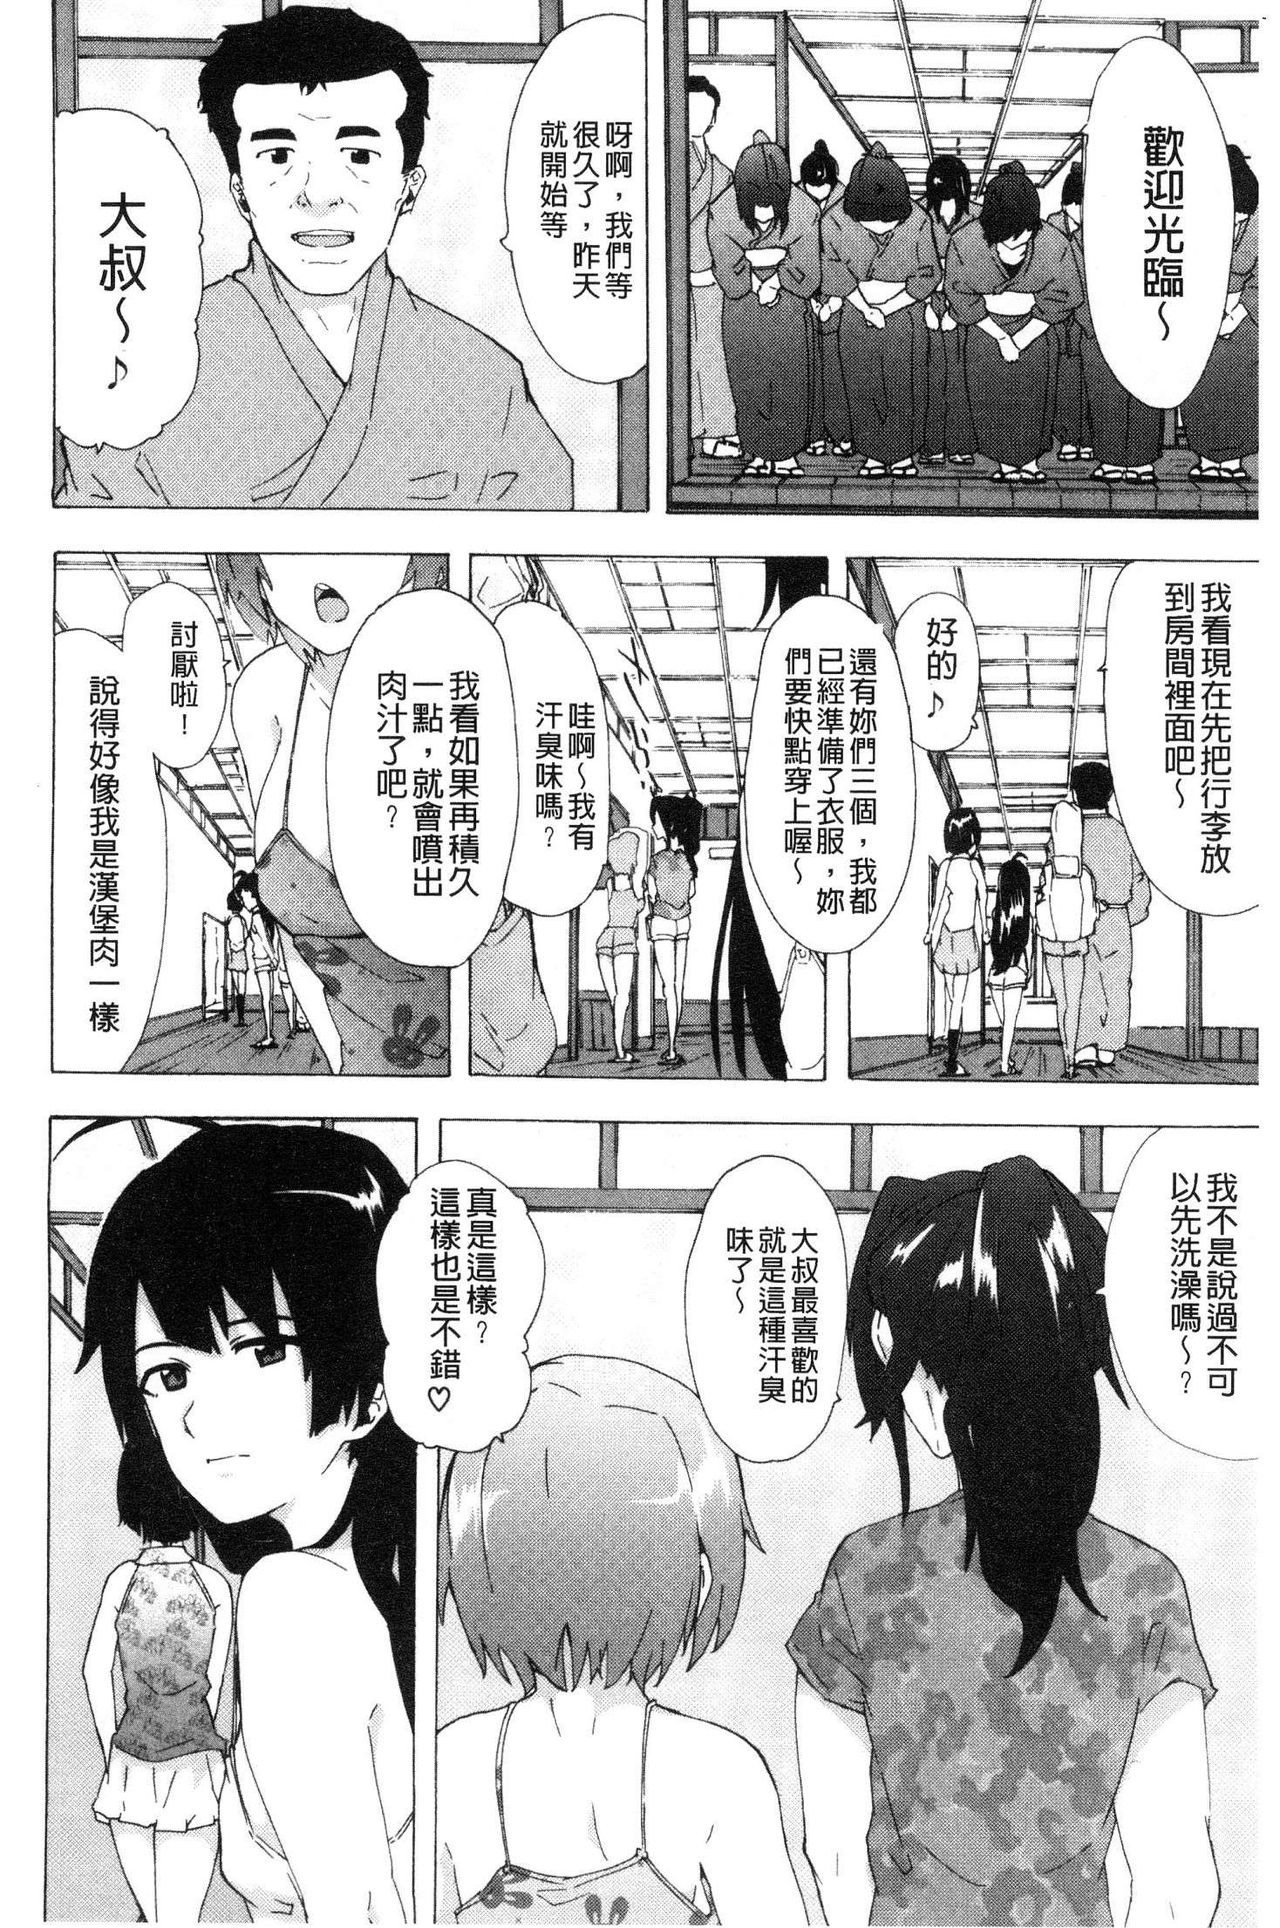 歡迎光臨～
呀啊，我們等
很久了，昨天
就開始等
大叔～♪
我看現在先把行李放
到房間裡面吧～
好的♪
還有妳們三個，我都
已經準備了衣服，妳
們要快點穿上喔～
哇啊～我有
汗臭味嗎？
我看如果再積久
一點，就會噴出
肉汁了吧？
討厭啦！
說得好像我是漢堡肉一樣
我不是說過不可
以先洗澡嗎～？
大叔最喜歡的
就是這種汗臭
味了～
真是這樣？
這樣也是不錯♡